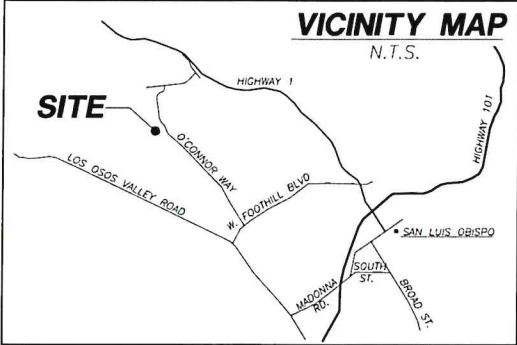 VICINITY MAP
N.T.S.
HIGHWAY 1
HIGHWAY 101
SITE
O'CONNOR WAY
LOS OSOS VALLEY ROAD
W. FOOTHILL BLVD
SAN LUIS OBISPO
SOUTH
ST.
MADONNA
RD.
BROAD ST.